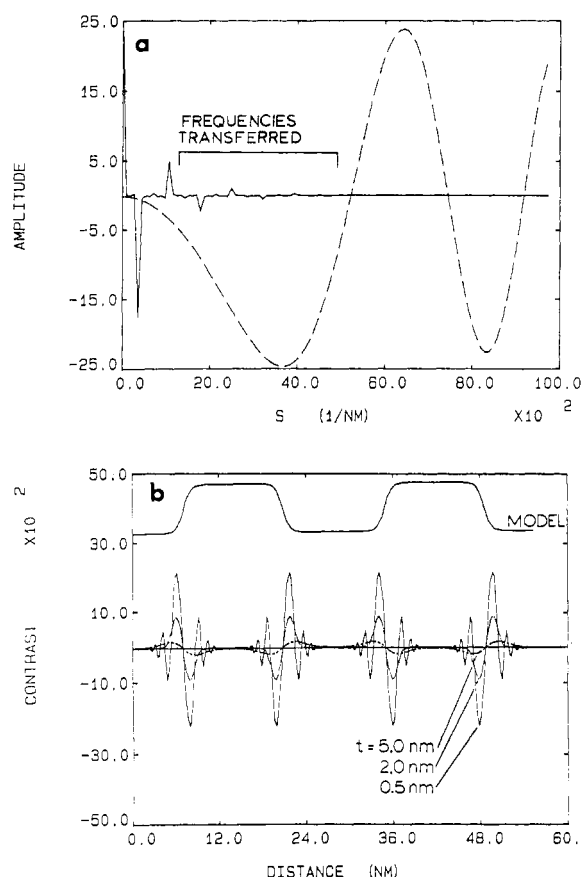 a
25.0
15.0
5.0
-5.0
-15.0
-25.0
AMPLITUDE
FREQUENCIES
TRANSFERRED
0.0 20.0 40.0 60.0 80.0 100.0
S (1/NM) X10 2
b
50.0
30.0
10.0
-10.0
-30.0
-50.0
CONTRAST X10 2
MODEL
t = 5.0 nm
2.0 nm
0.5 nm
0.0 12.0 24.0 36.0 48.0 60.
DISTANCE (NM)